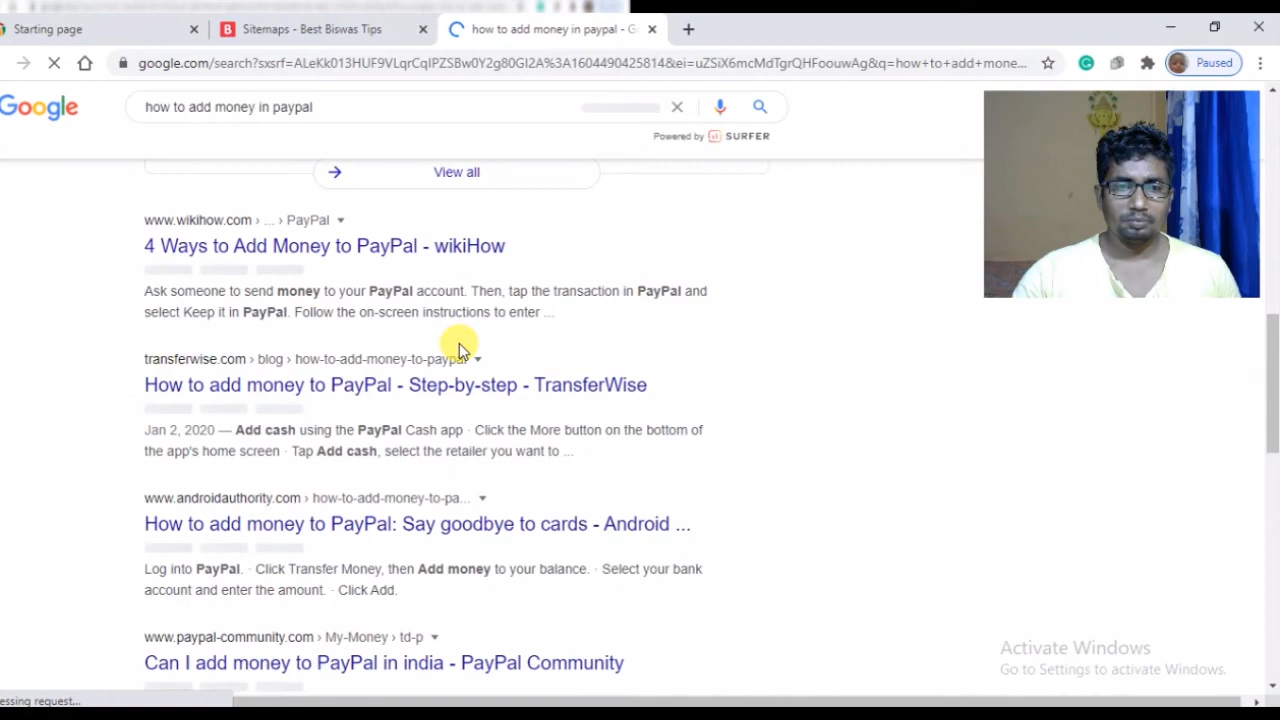 Starting page
Sitemaps - Best Biswas Tips
how to add money in paypal - Go
google.com/search?sxsrf=ALeKk013HUF9VLqrCqIPZSBw0Y2g80GI2A%3A1604490425814&ei=uZSiX6mcMdTgrQHFoouwAg&q=how+to+add+mone...
Paused
Google
how to add money in paypal
Powered by SURFER
View all
www.wikihow.com › ... › PayPal
4 Ways to Add Money to PayPal - wikiHow
Ask someone to send money to your PayPal account. Then, tap the transaction in PayPal and
select Keep it in PayPal. Follow the on-screen instructions to enter ...
transferwise.com › blog › how-to-add-money-to-paypal
How to add money to PayPal - Step-by-step - TransferWise
Jan 2, 2020 — Add cash using the PayPal Cash app · Click the More button on the bottom of
the app's home screen · Tap Add cash, select the retailer you want to ...
www.androidauthority.com › how-to-add-money-to-pa...
How to add money to PayPal: Say goodbye to cards - Android ...
Log into PayPal. · Click Transfer Money, then Add money to your balance. · Select your bank
account and enter the amount. · Click Add.
www.paypal-community.com › My-Money › td-p
Can I add money to PayPal in india - PayPal Community
Activate Windows
Go to Settings to activate Windows.
essing request...